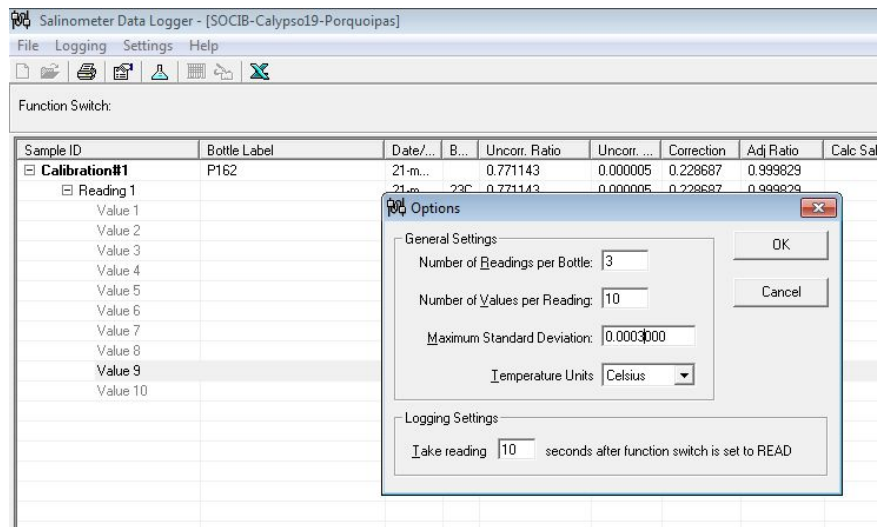 Salinometer Data Logger - [SOCIB-Calypso19-Porquoipas]
File Logging Settings Help
Function Switch:
Sample ID Bottle Label Date/... B... Uncorr. Ratio Uncorr. ... Correction Adj Ratio Calc Sal
Calibration#1 P162 21-m... 0.771143 0.000005 0.228687 0.999829
Reading 1 21-m... 23C 0.771143 0.000005 0.228687 0.999829
Value 1
Value 2
Value 3
Value 4
Value 5
Value 6
Value 7
Value 8
Value 9
Value 10
Options
General Settings
Number of Readings per Bottle: 3
OK
Number of Values per Reading: 10
Cancel
Maximum Standard Deviation: 0.0003000
Temperature Units Celsius
Logging Settings
Take reading 10 seconds after function switch is set to READ